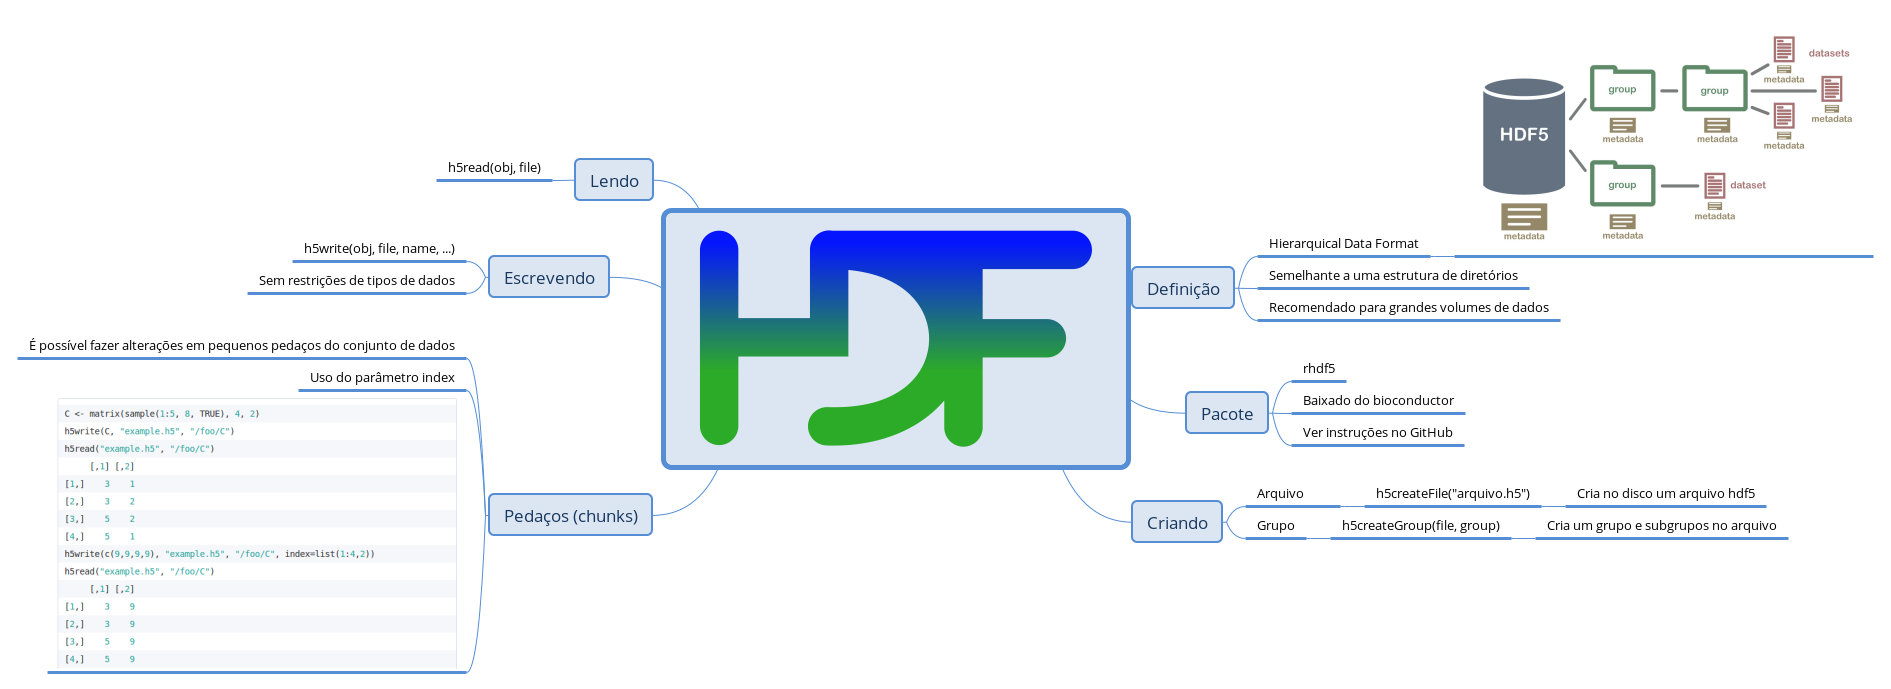 HDF
Lendo
h5read(obj, file)
Escrevendo
h5write(obj, file, name, ...)
Sem restrições de tipos de dados
Pedaços (chunks)
É possível fazer alterações em pequenos pedaços do conjunto de dados
Uso do parâmetro index
C <- matrix(sample(1:5, 8, TRUE), 4, 2)
h5write(C, "example.h5", "/foo/C")
h5read("example.h5", "/foo/C")
[,1] [,2]
[1,] 3 1
[2,] 3 2
[3,] 5 2
[4,] 5 1
h5write(c(9,9,9,9), "example.h5", "/foo/C", index=list(1:4,2))
h5read("example.h5", "/foo/C")
[,1] [,2]
[1,] 3 9
[2,] 3 9
[3,] 5 9
[4,] 5 9
Definição
Hierarquical Data Format
HDF5
metadata
group
metadata
group
metadata
datasets
metadata
metadata
metadata
group
metadata
dataset
metadata
Semelhante a uma estrutura de diretórios
Recomendado para grandes volumes de dados
Pacote
rhdf5
Baixado do bioconductor
Ver instruções no GitHub
Criando
Arquivo
h5createFile("arquivo.h5")
Cria no disco um arquivo hdf5
Grupo
h5createGroup(file, group)
Cria um grupo e subgrupos no arquivo